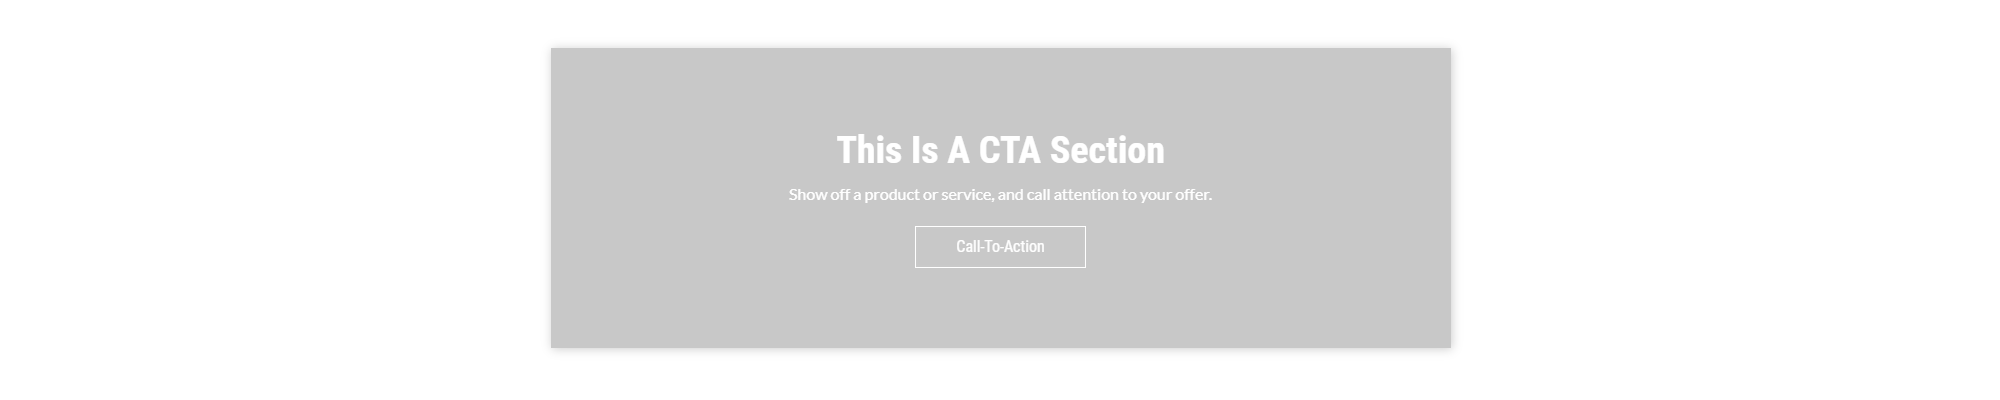 This Is A CTA Section
Show off a product or service, and call attention to your offer.
Call-To-Action